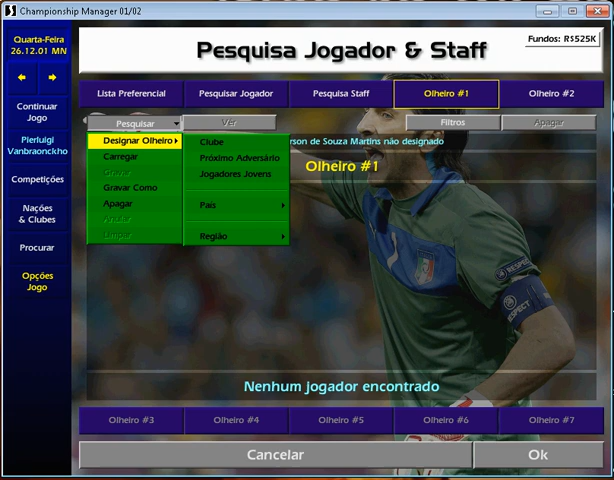 Championship Manager 01/02
Quarta-Feira
26.12.01 MN
Continuar
Jogo
Pierluigi
Vanbraonckho
Competições
Nações
& Clubes
Procurar
Opções
Jogo
Pesquisa Jogador & Staff
Fundos: R$525K
Lista Preferencial
Pesquisar Jogador
Pesquisa Staff
Olheiro #1
Olheiro #2
Pesquisar
Ver
Filtros
Apagar
rson de Souza Martins não designado
Olheiro #1
Designar Olheiro
Carregar
Gravar
Gravar Como
Apagar
Anular
Limpar
Clube
Próximo Adversário
Jogadores Jovens
País
Região
RESPECT
Nenhum jogador encontrado
Olheiro #3
Olheiro #4
Olheiro #5
Olheiro #6
Olheiro #7
Cancelar
Ok